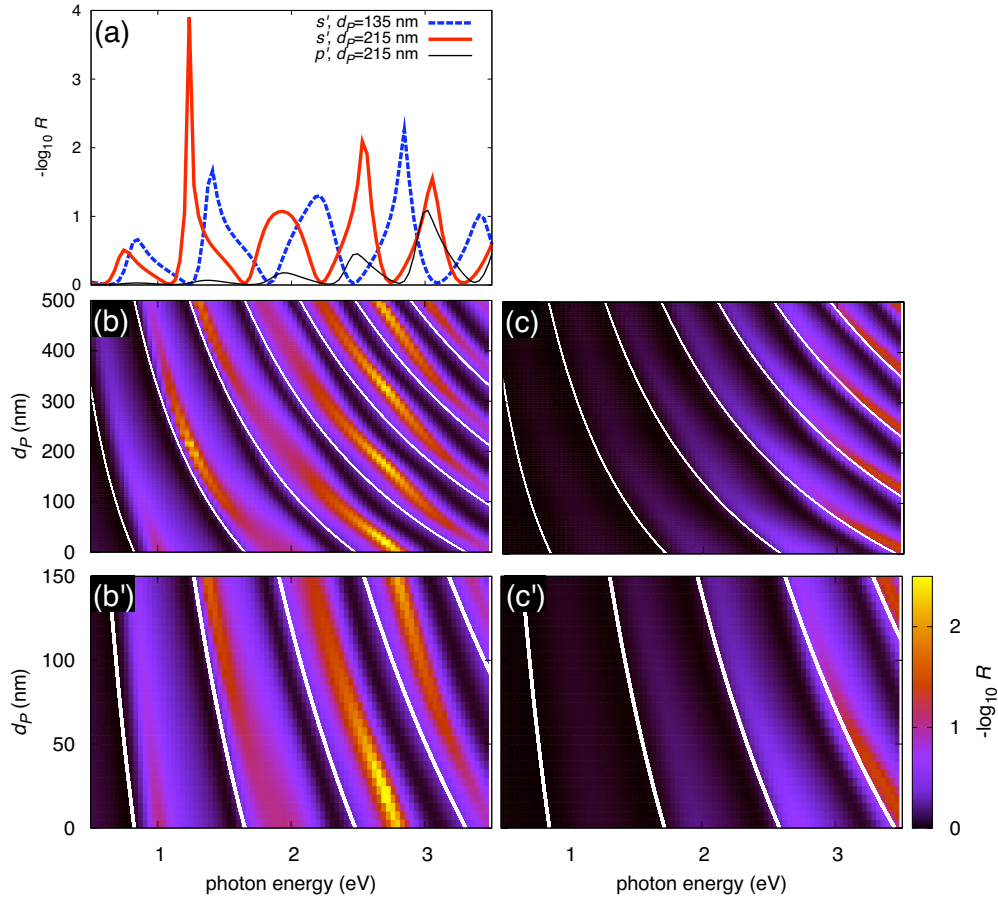 (a)
s', dP=135 nm
s', dP=215 nm
p', dP=215 nm
4
3
2
1
0
-log10 R
(b)
(c)
500
400
300
200
100
0
dP (nm)
(b')
(c')
150
100
50
0
dP (nm)
2
1
0
-log10 R
1 2 3
1 2 3
photon energy (eV)
photon energy (eV)